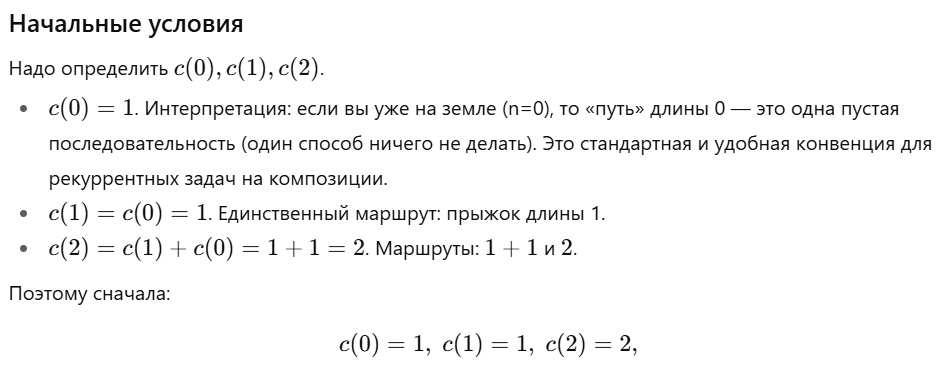 Начальные условия
Надо определить c(0), c(1), c(2).
• c(0) = 1. Интерпретация: если вы уже на земле (n=0), то «путь» длины 0 — это одна пустая
последовательность (один способ ничего не делать). Это стандартная и удобная конвенция для
рекуррентных задач на композиции.
• c(1) = c(0) = 1. Единственный маршрут: прыжок длины 1.
• c(2) = c(1) + c(0) = 1 + 1 = 2. Маршруты: 1 + 1 и 2.
Поэтому сначала:
c(0) = 1, c(1) = 1, c(2) = 2,